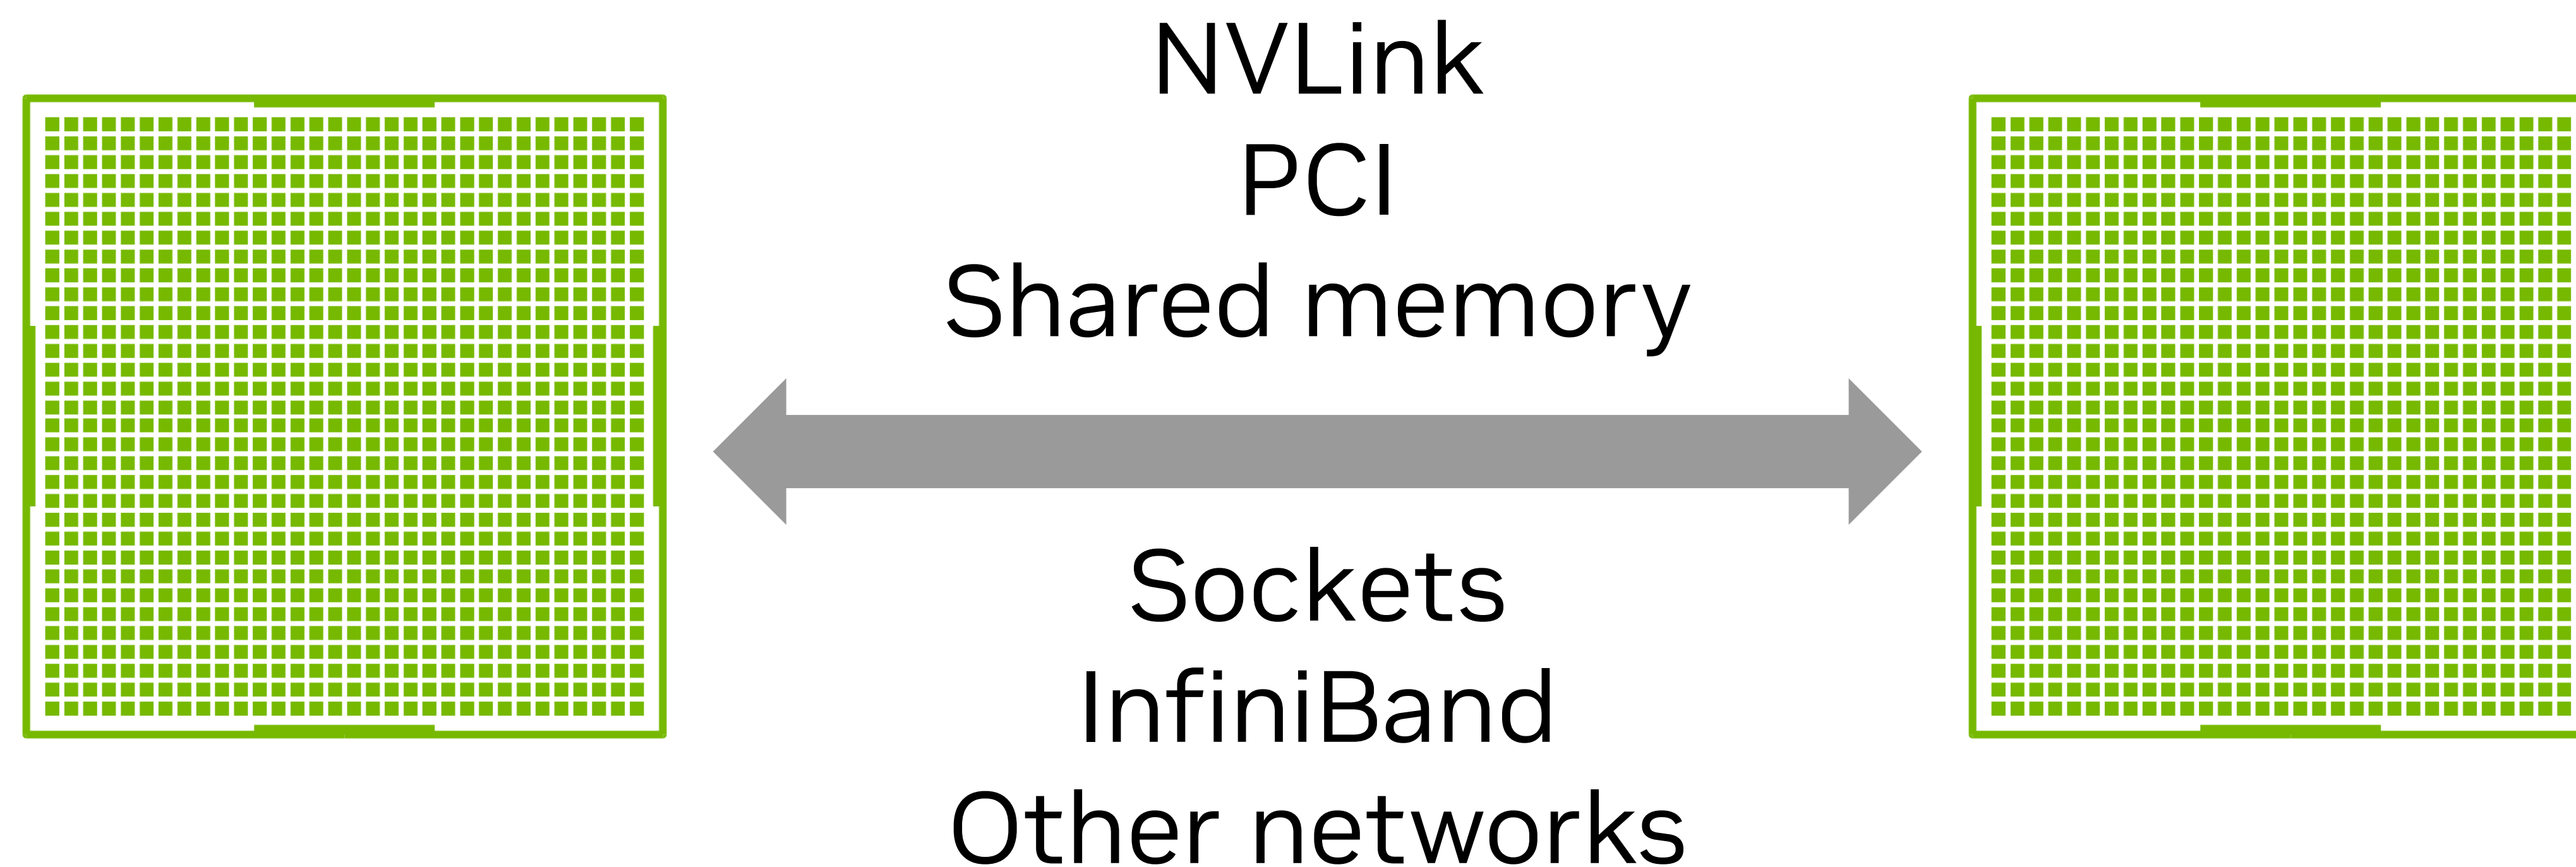 NVLink
PCI
Shared memory
Sockets
InfiniBand
Other networks